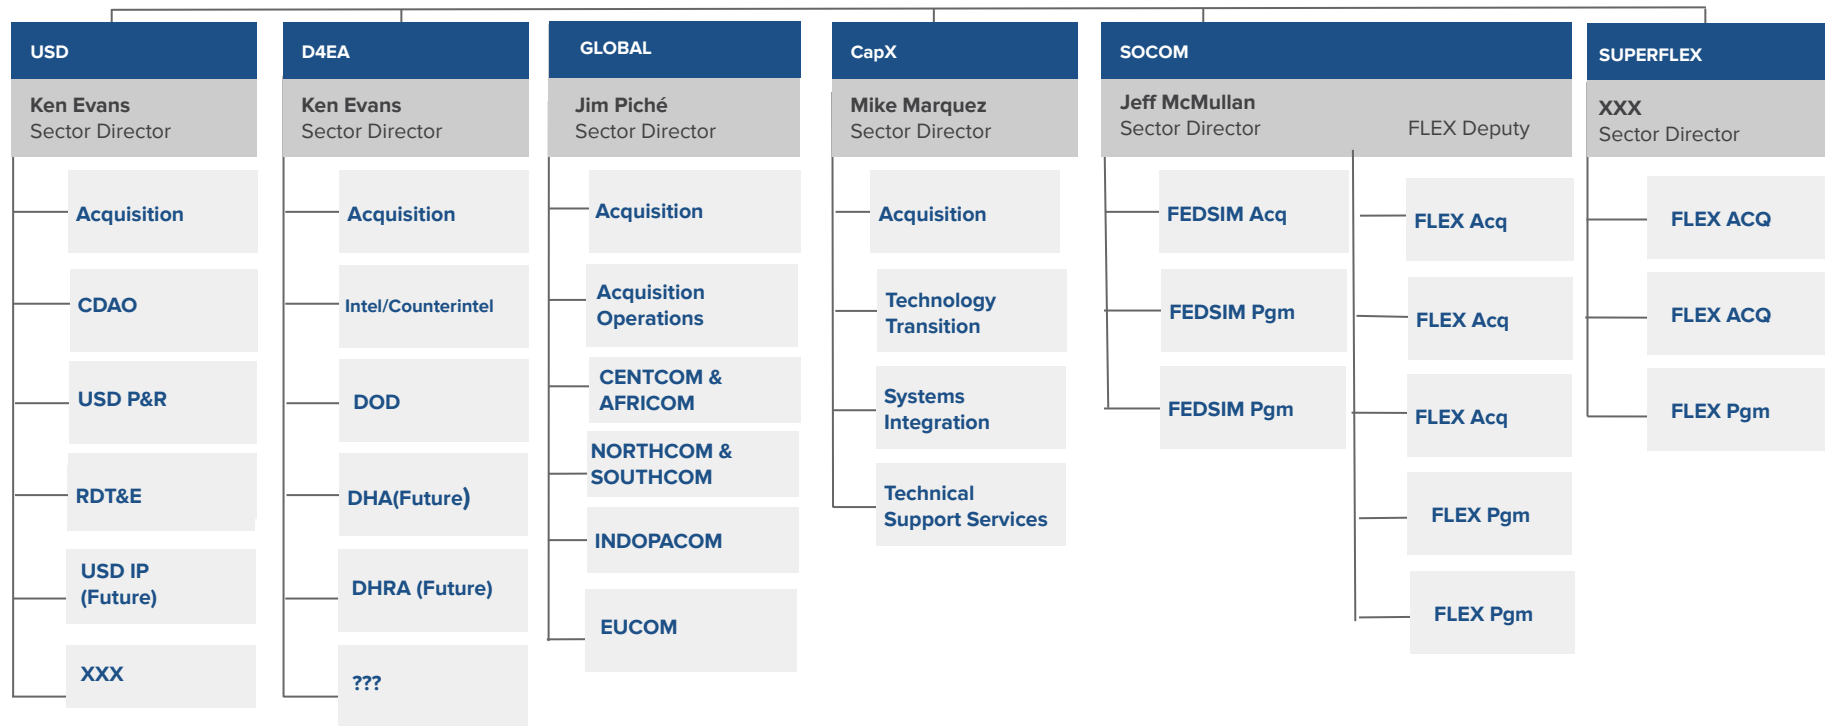 USD
Ken Evans
Sector Director
Acquisition
CDAO
USD P&R
RDT&E
USD IP
(Future)
XXX
D4EA
Ken Evans
Sector Director
Acquisition
Intel/Counterintel
DOD
DHA(Future)
DHRA (Future)
???
GLOBAL
Jim Piché
Sector Director
Acquisition
Acquisition
Operations
CENTCOM &
AFRICOM
NORTHCOM &
SOUTHCOM
INDOPACOM
EUCOM
CapX
Mike Marquez
Sector Director
Acquisition
Technology
Transition
Systems
Integration
Technical
Support Services
SOCOM
Jeff McMullan
Sector Director
FEDSIM Acq
FEDSIM Pgm
FEDSIM Pgm
FLEX Deputy
FLEX Acq
FLEX Acq
FLEX Acq
FLEX Pgm
FLEX Pgm
SUPERFLEX
XXX
Sector Director
FLEX ACQ
FLEX ACQ
FLEX Pgm